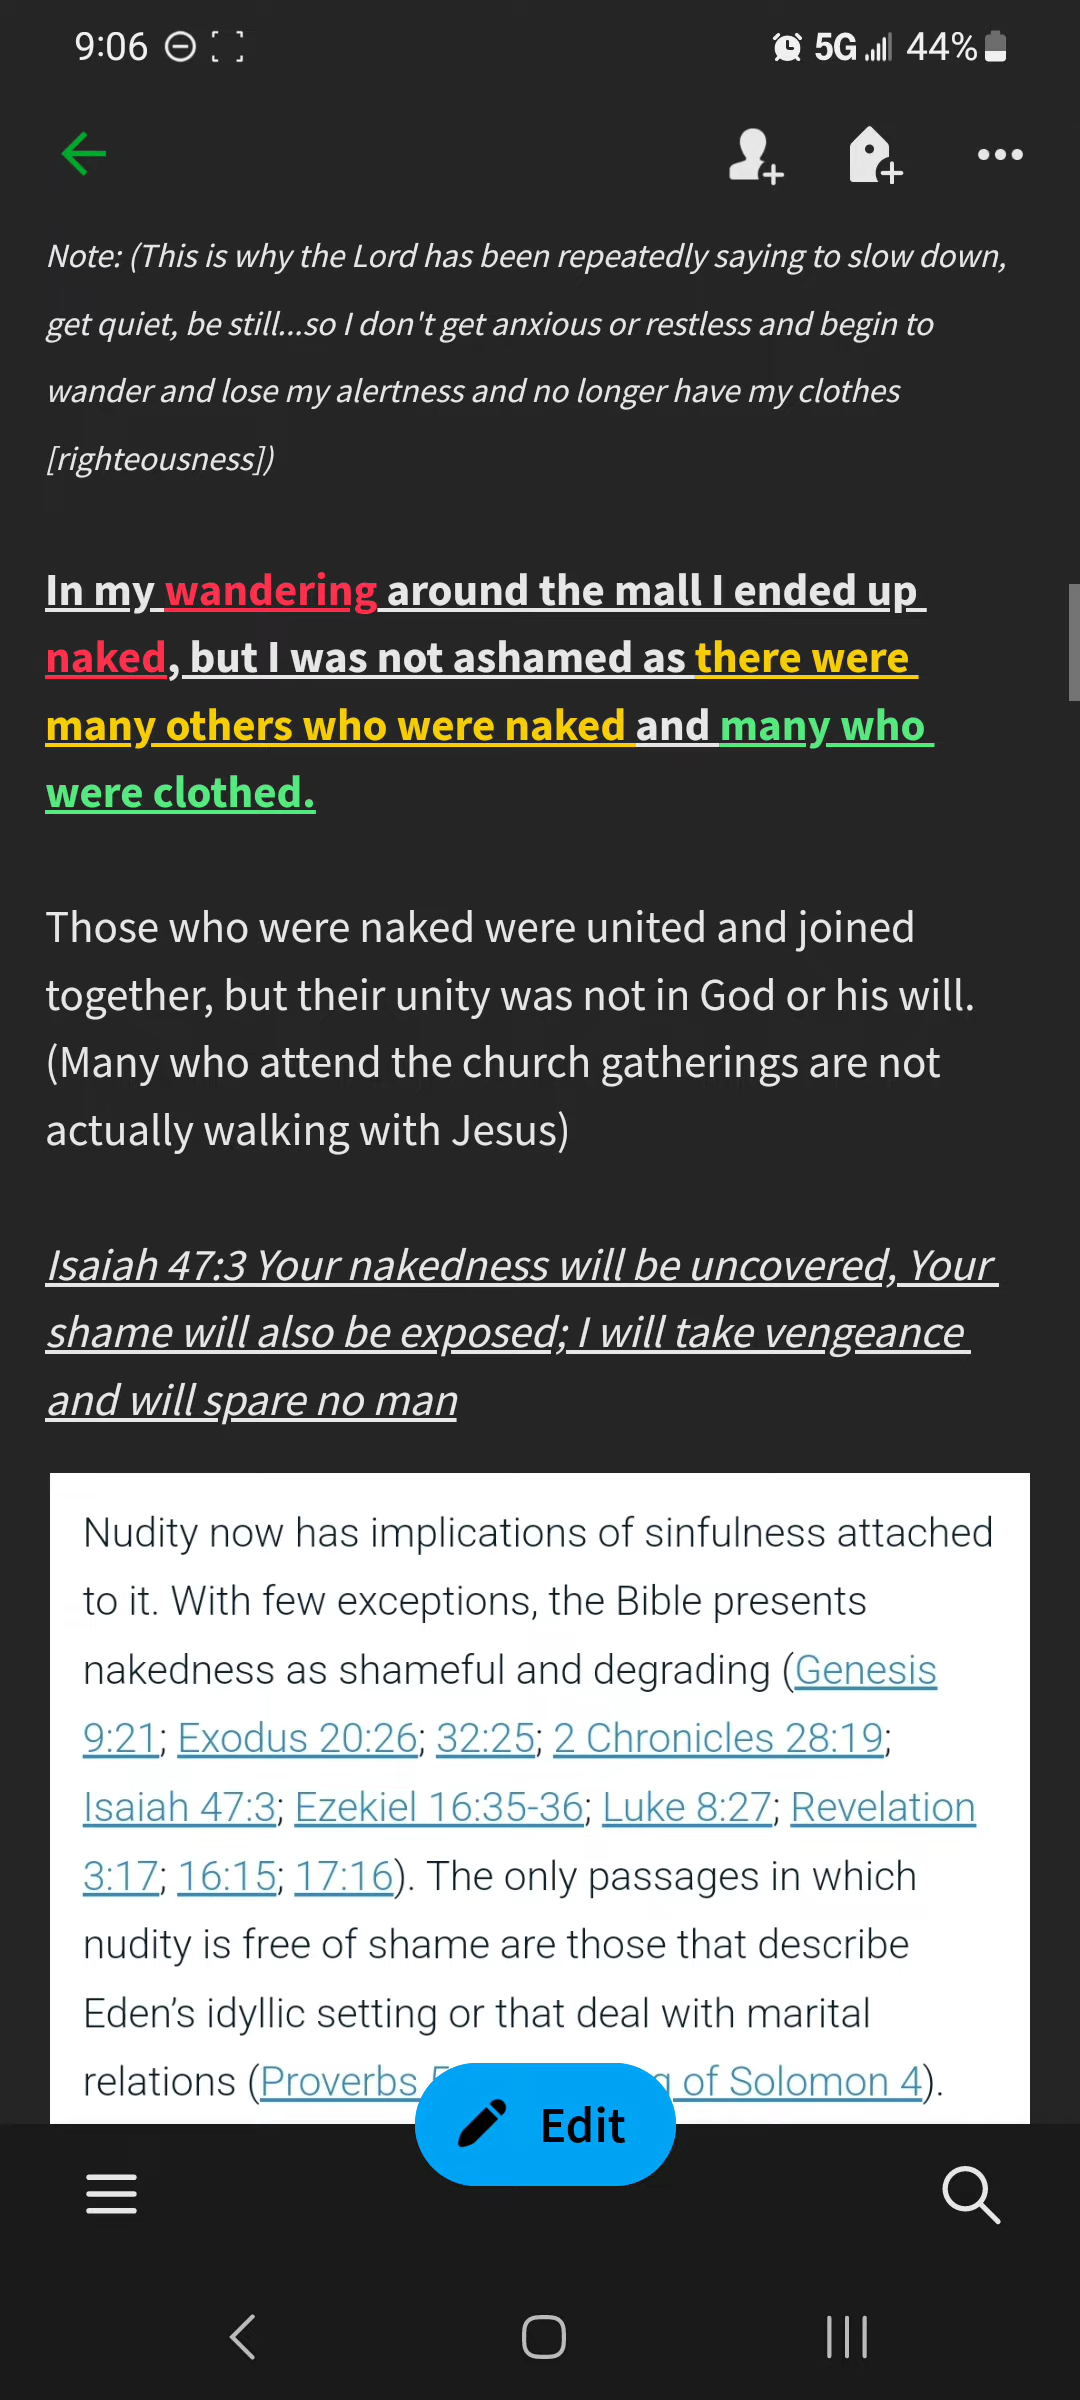 9:06
5G 44%
Note: (This is why the Lord has been repeatedly saying to slow down,
get quiet, be still...so I don't get anxious or restless and begin to
wander and lose my alertness and no longer have my clothes
[righteousness])
In my wandering around the mall I ended up
naked, but I was not ashamed as there were
many others who were naked and many who
were clothed.
Those who were naked were united and joined
together, but their unity was not in God or his will.
(Many who attend the church gatherings are not
actually walking with Jesus)
Isaiah 47:3 Your nakedness will be uncovered, Your
shame will also be exposed; I will take vengeance
and will spare no man
Nudity now has implications of sinfulness attached
to it. With few exceptions, the Bible presents
nakedness as shameful and degrading (Genesis
9:21; Exodus 20:26; 32:25; 2 Chronicles 28:19;
Isaiah 47:3; Ezekiel 16:35-36; Luke 8:27; Revelation
3:17; 16:15; 17:16). The only passages in which
nudity is free of shame are those that describe
Eden’s idyllic setting or that deal with marital
relations (Proverbs of Solomon 4).
Edit